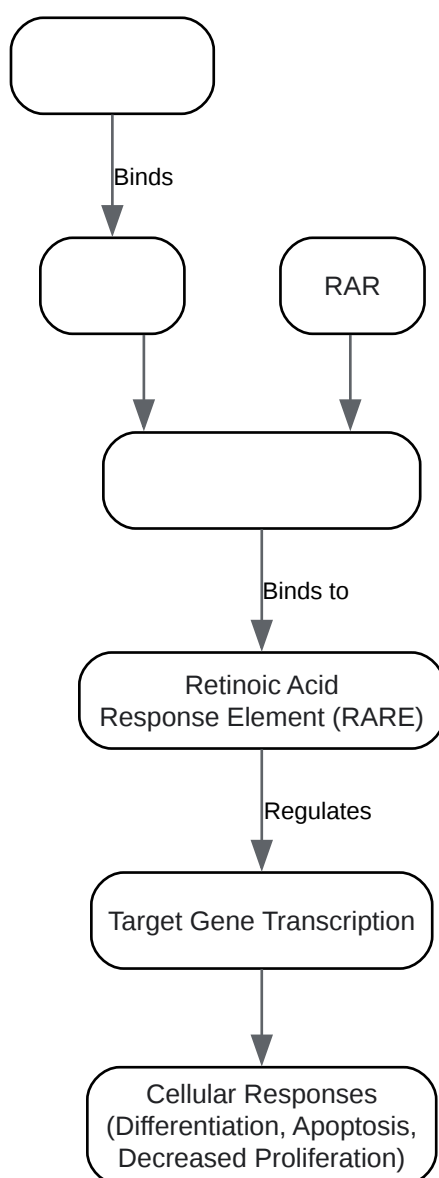 Binds
RAR
Binds to
Retinoic Acid
Response Element (RARE)
Regulates
Target Gene Transcription
Cellular Responses
(Differentiation, Apoptosis,
Decreased Proliferation)